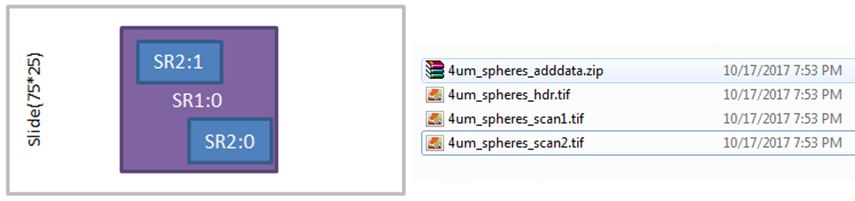 Slide(75*25)
SR2:1
SR1:0
SR2:0
4um_spheres_adddata.zip 10/17/2017 7:53 PM
4um_spheres_hdr.tif 10/17/2017 7:53 PM
4um_spheres_scan1.tif 10/17/2017 7:53 PM
4um_spheres_scan2.tif 10/17/2017 7:53 PM